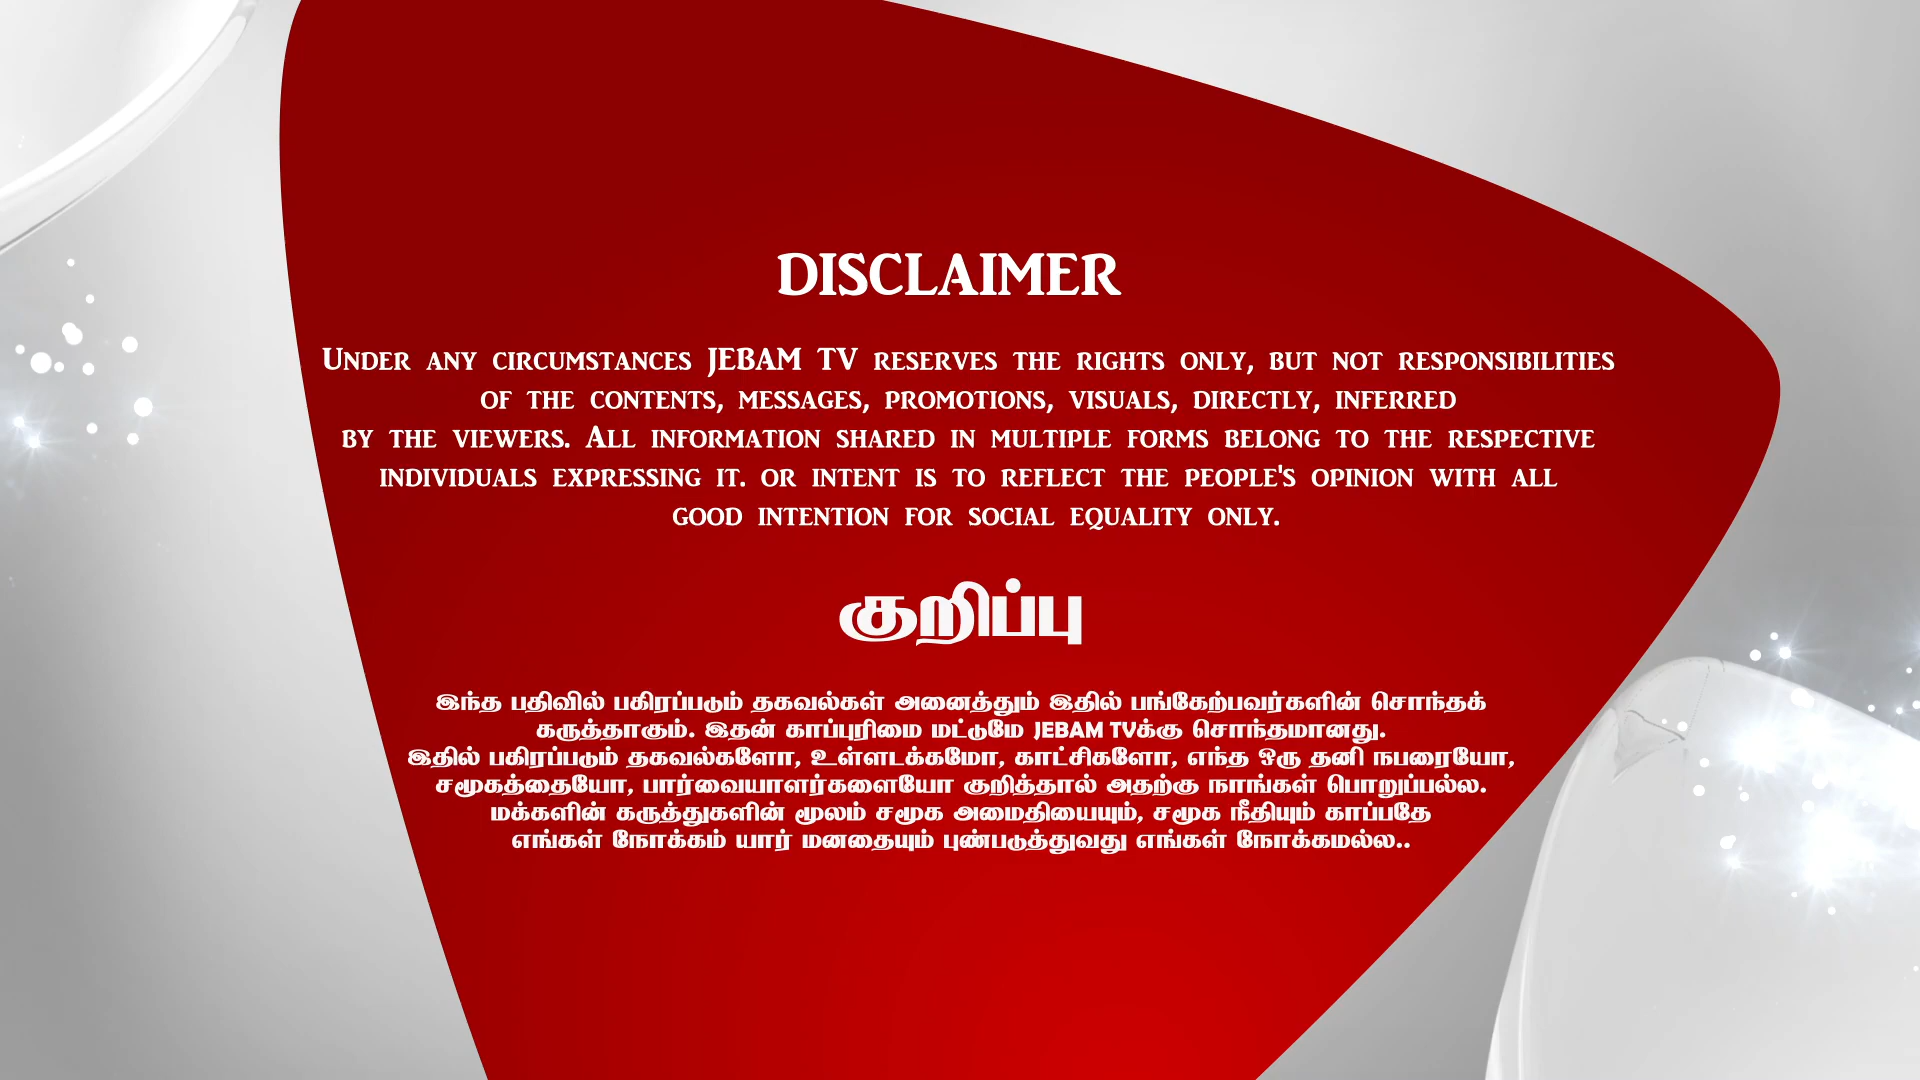 DISCLAIMER
Under any circumstances JEBAM TV reserves the rights only, but not responsibilities
of the contents, messages, promotions, visuals, directly, inferred
by the viewers. All information shared in multiple forms belong to the respective
individuals expressing it. or intent is to reflect the people's opinion with all
good intention for social equality only.
குறிப்பு
இந்த பதிவில் பகிரப்படும் தகவல்கள் அனைத்தும் இதில் பங்கேற்பவர்களின் சொந்தக்
கருத்தாகும். இதன் காப்புரிமை மட்டுமே JEBAM TVக்கு சொந்தமானது.
இதில் பகிரப்படும் தகவல்களோ, உள்ளடக்கமோ, காட்சிகளோ, எந்த ஒரு தனி நபரையோ,
சமூகத்தையோ, பார்வையாளர்களையோ குறித்தால் அதற்கு நாங்கள் பொறுப்பல்ல.
மக்களின் கருத்துகளின் மூலம் சமூக அமைதியையும், சமூக நீதியும் காப்பதே
எங்கள் நோக்கம் யார் மனதையும் புண்படுத்துவது எங்கள் நோக்கமல்ல..